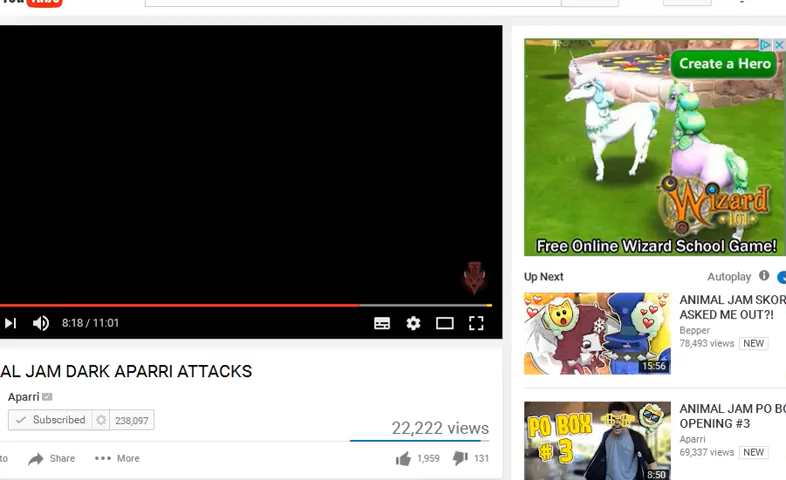 You Tube
Create a Hero
Wizard
101
Free Online Wizard School Game!
8:18 / 11:01
AL JAM DARK APARRI ATTACKS
Aparri
Subscribed 238,097
22,222 views
to Share More 1,959 131
Up Next Autoplay
ANIMAL JAM SKOR
ASKED ME OUT?!
Bepper
78,493 views NEW
15:56
ANIMAL JAM PO BO
OPENING #3
Aparri
69,337 views NEW
PO BOX
#3
8:50